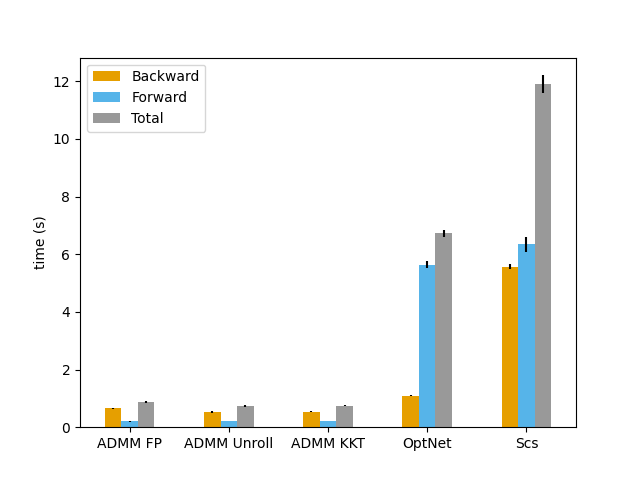 Backward
Forward
Total
time (s)
12
10
8
6
4
2
0
ADMM FP ADMM Unroll ADMM KKT OptNet Scs